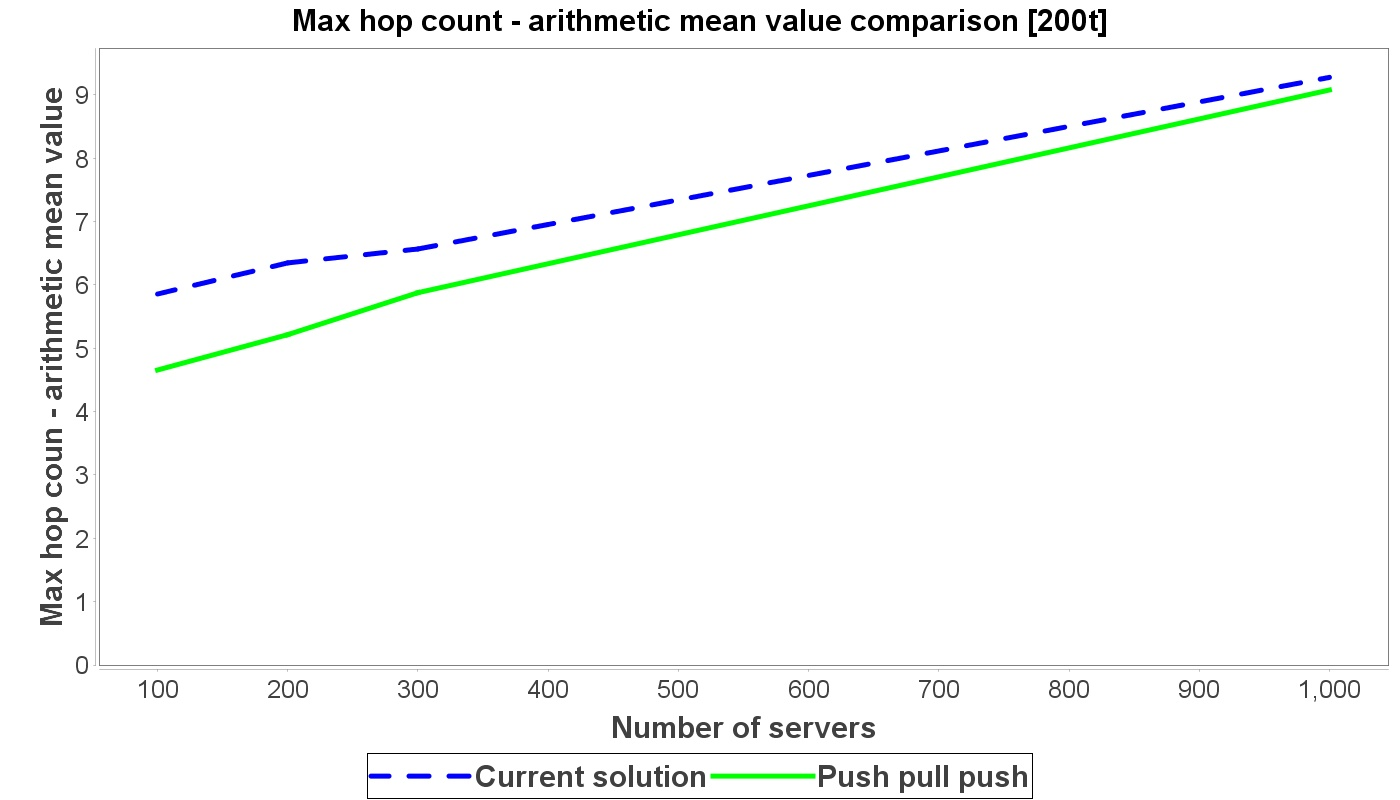 Max hop count - arithmetic mean value comparison [200t]
Max hop coun - arithmetic mean value
9
8
7
6
5
4
3
2
1
0
100 200 300 400 500 600 700 800 900 1,000
Number of servers
Current solution Push pull push